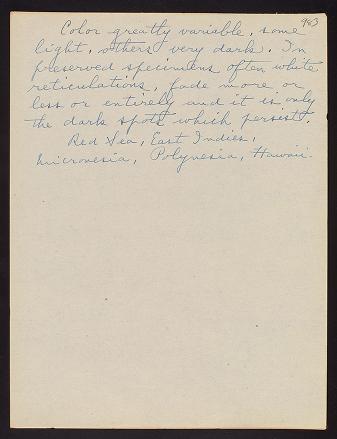 983
Color greatly variable, some
light, others very dark. In
preserved specimens often white
reticulations fade more or
less or entirely and it is only
the dark spots which persist.
Red Sea, East Indies,
Micronesia, Polynesia, Hawaii.